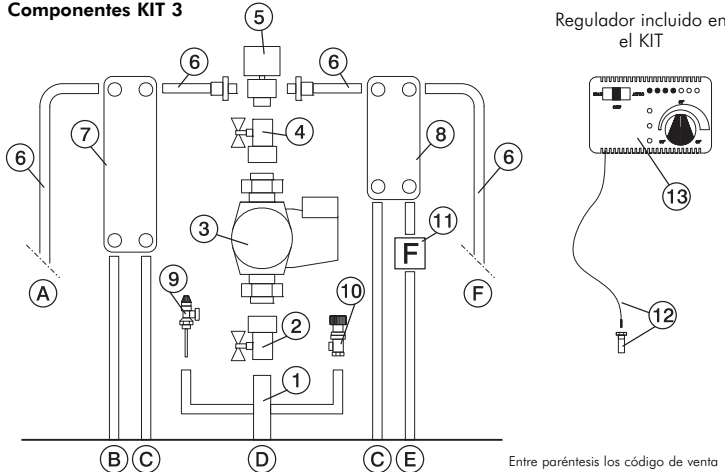 Componentes KIT 3
Regulador incluido en
el KIT
5
6
6
4
7
8
6
6
3
11
F
13
9
10
A
F
2
12
1
B
C
D
C
E
Entre paréntesis los código de venta